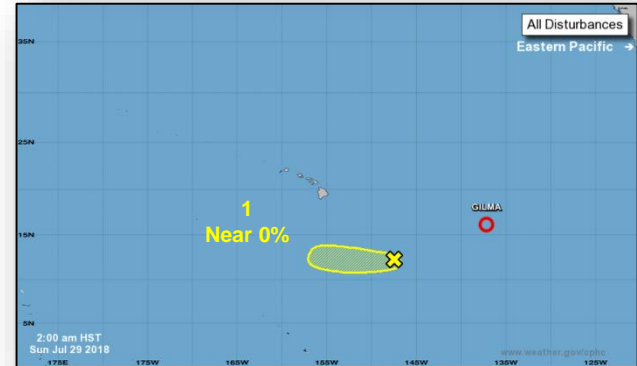 All Disturbances
Eastern Pacific →
35N
25N
GILMA
1
Near 0%
15N
5N
2:00 am HST
Sun Jul 29 2018
www.weather.gov/cphc
175E 175W 165W 155W 145W 135W 125W